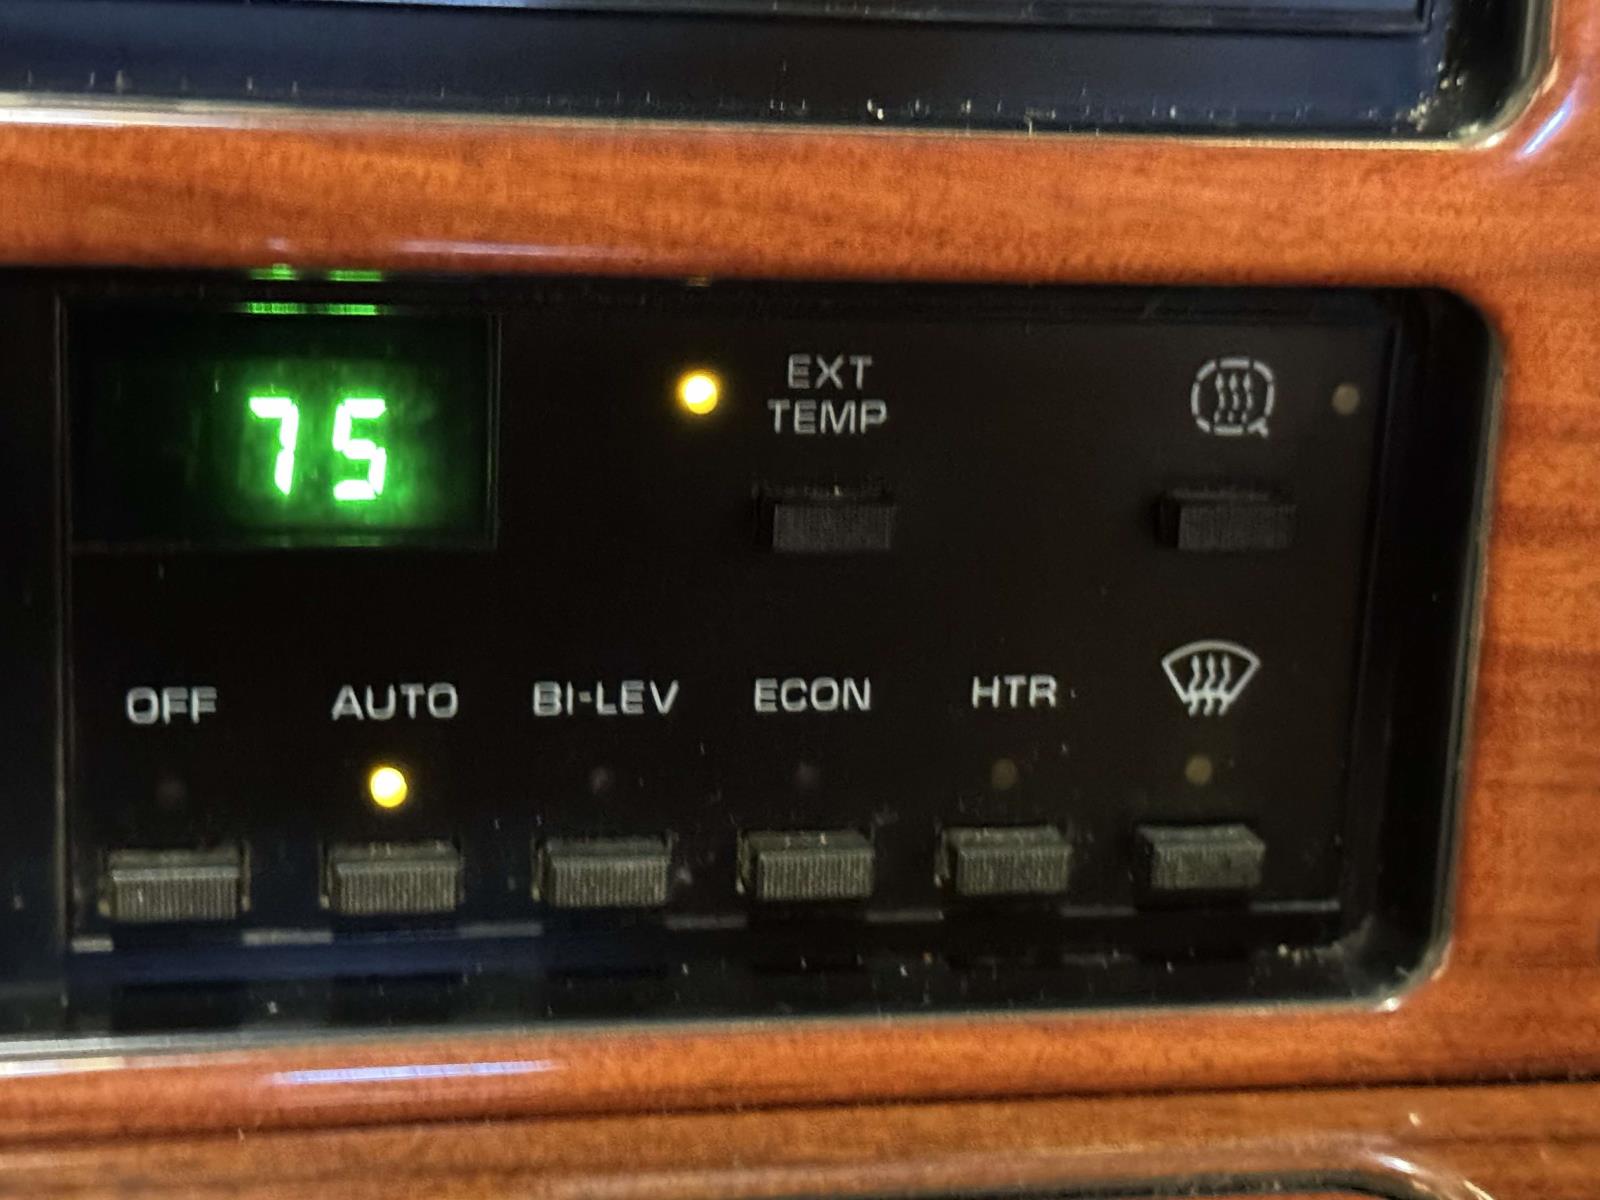 75
EXT
TEMP
OFF AUTO BI-LEV ECON HTR